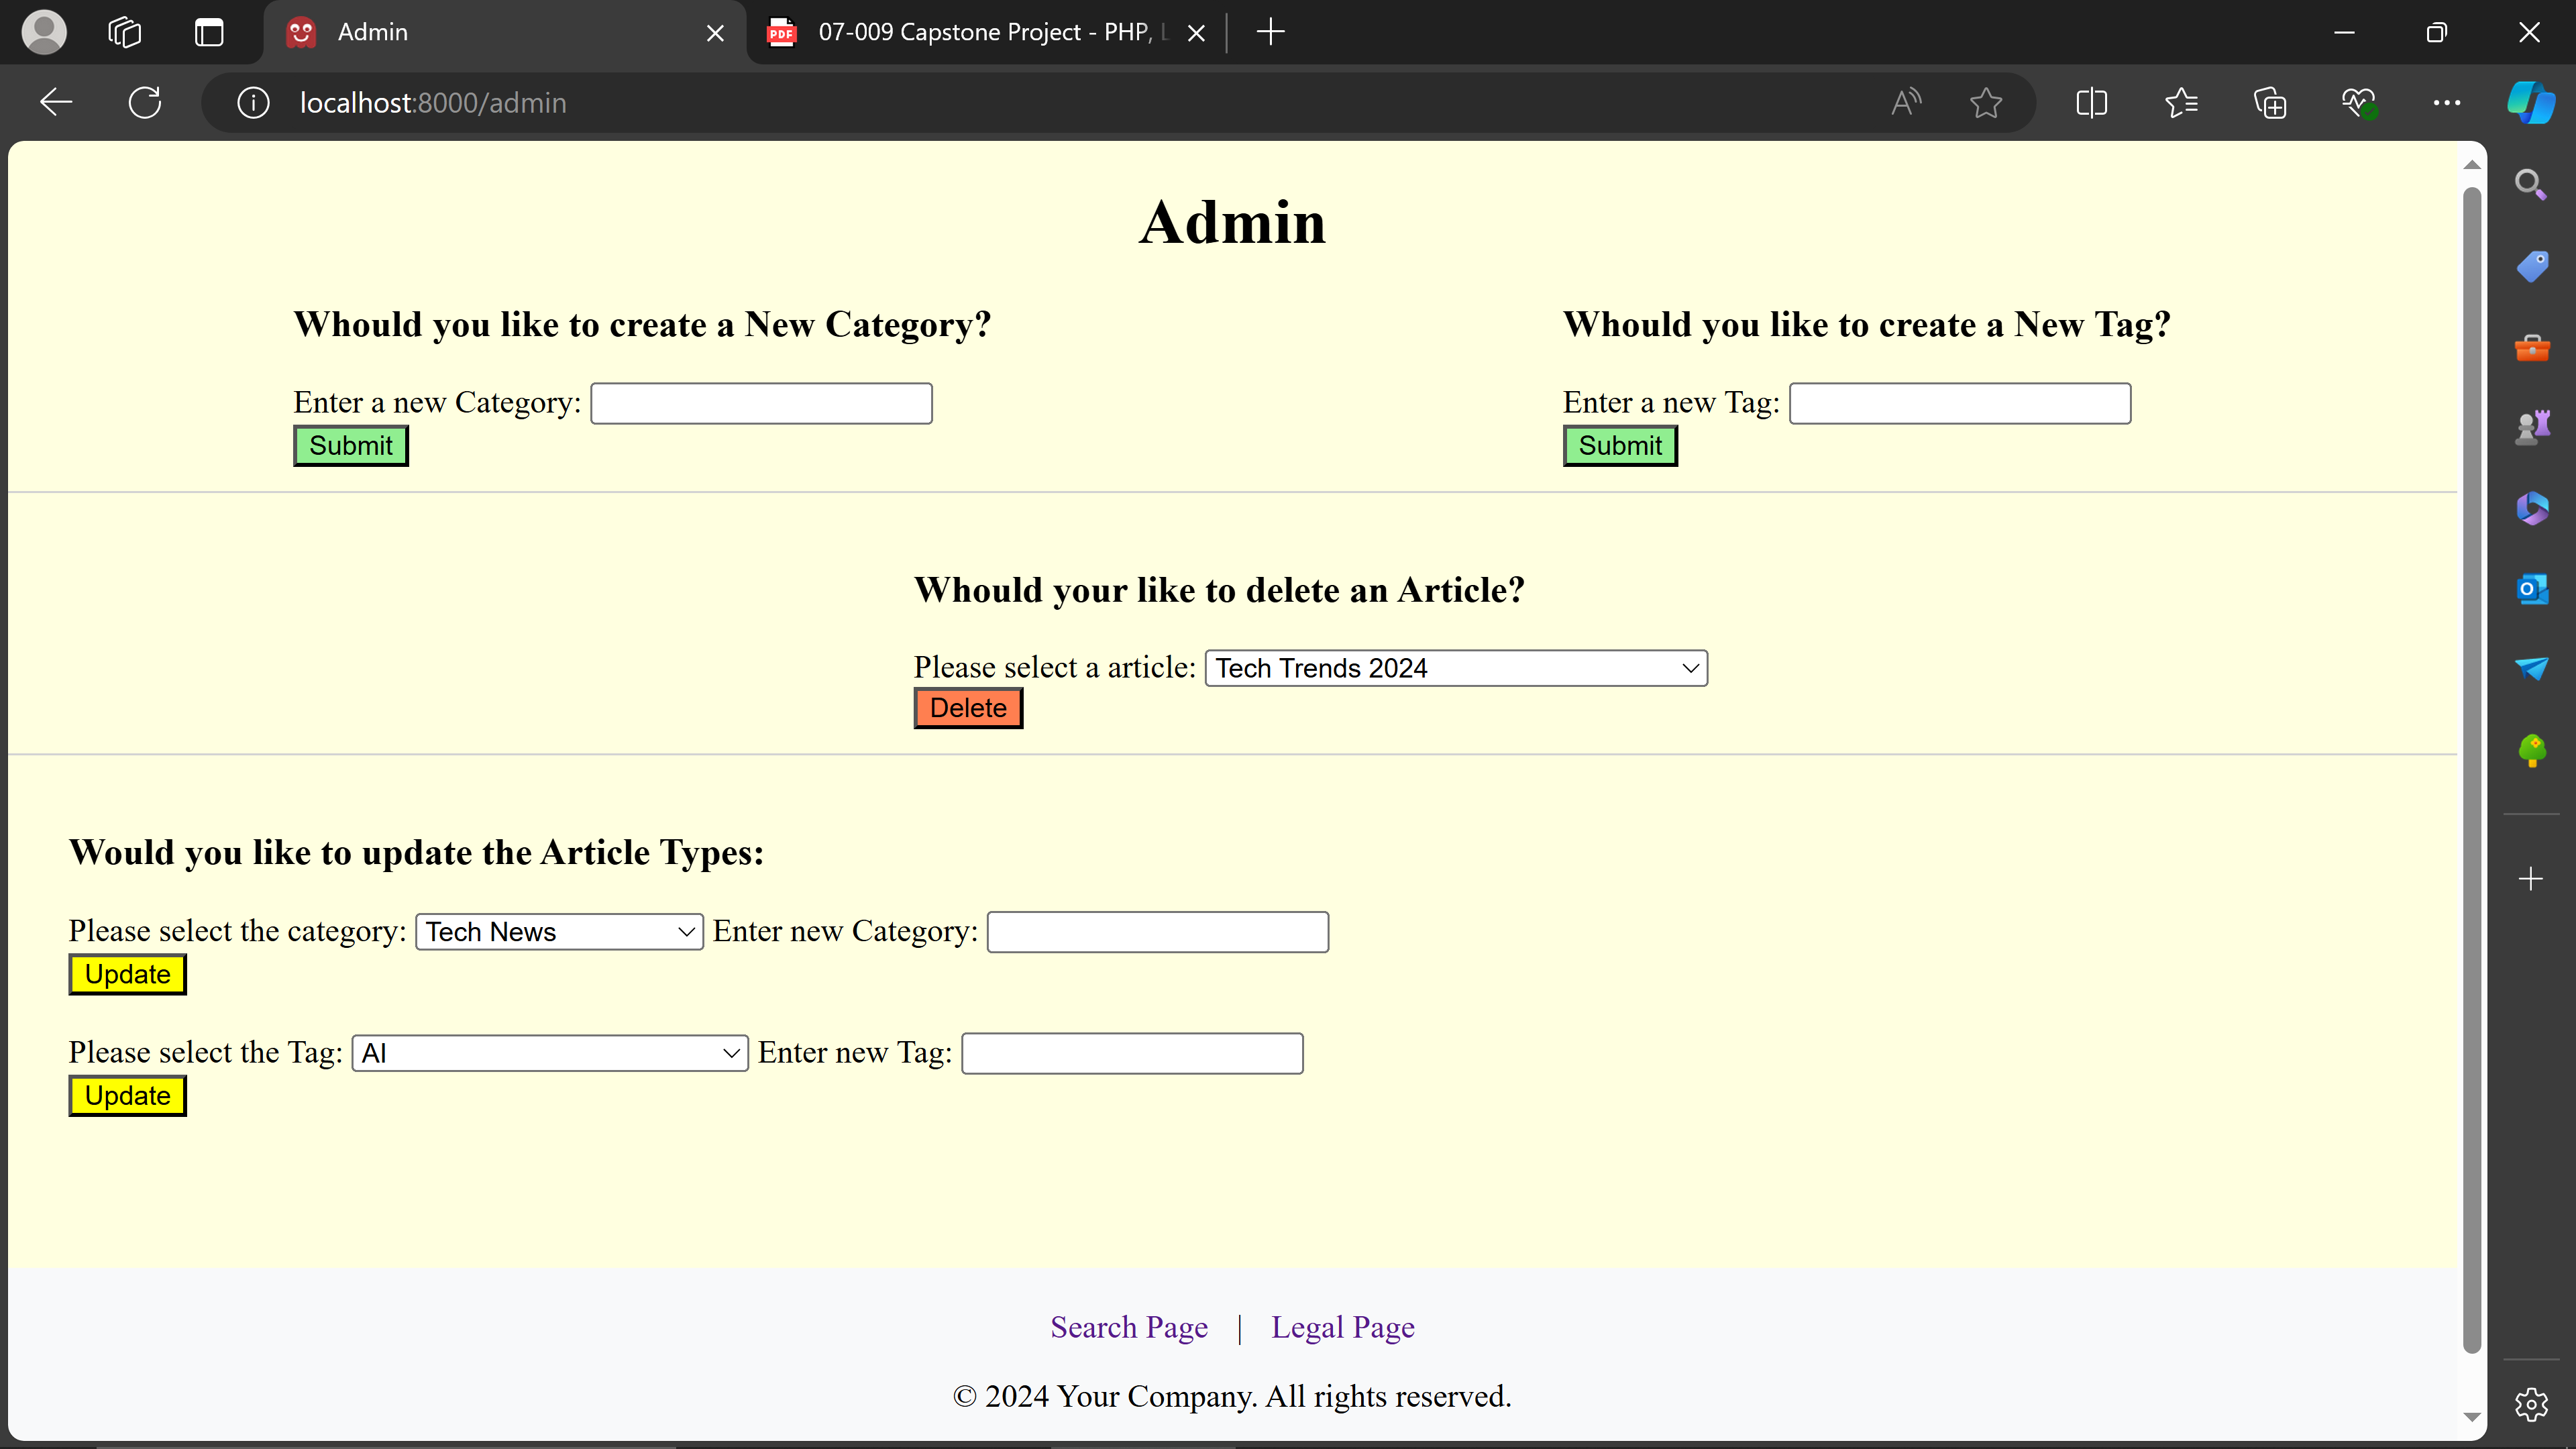 Admin
07-009 Capstone Project - PHP, L
localhost:8000/admin
Admin
Whould you like to create a New Category?
Enter a new Category:
Submit
Whould you like to create a New Tag?
Enter a new Tag:
Submit
Whould your like to delete an Article?
Please select a article: Tech Trends 2024
Delete
Would you like to update the Article Types:
Please select the category: Tech News Enter new Category:
Update
Please select the Tag: AI Enter new Tag:
Update
Search Page | Legal Page
© 2024 Your Company. All rights reserved.